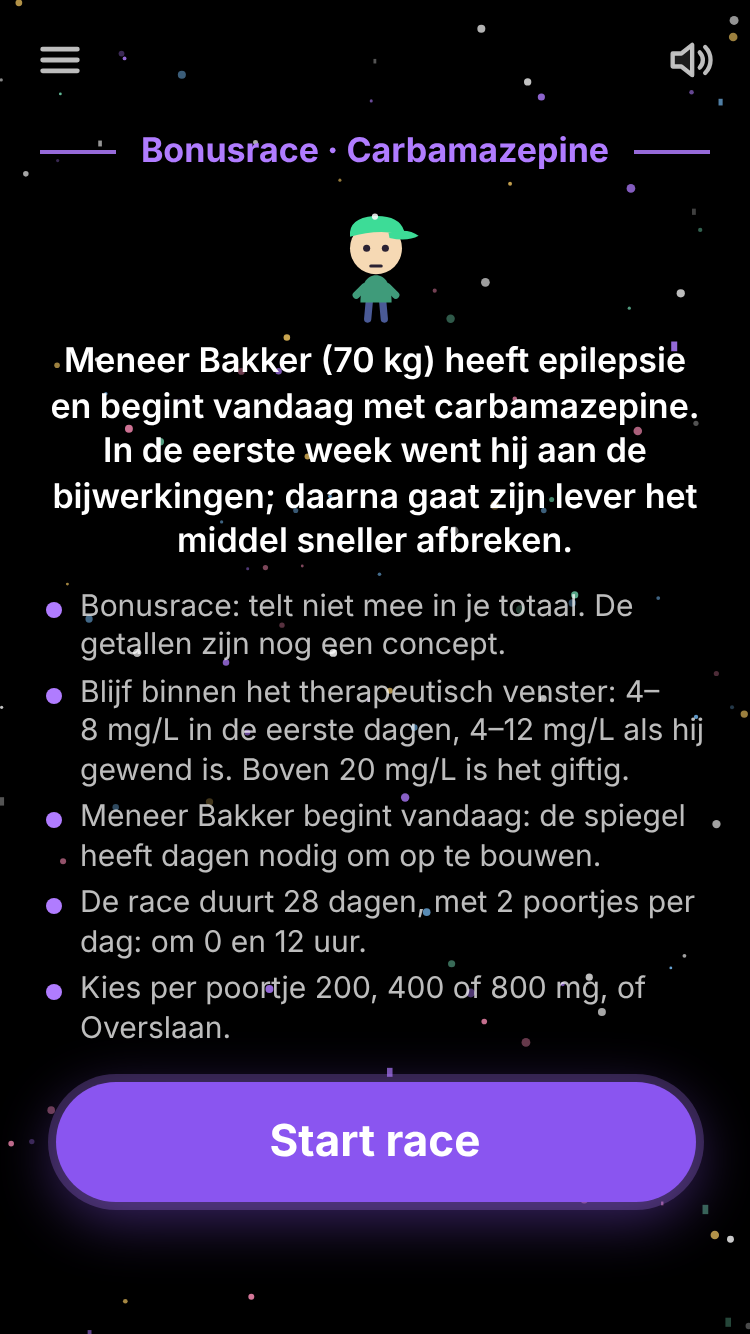 Bonusrace · Carbamazepine
Meneer Bakker (70 kg) heeft epilepsie
en begint vandaag met carbamazepine.
In de eerste week went hij aan de
bijwerkingen; daarna gaat zijn lever het
middel sneller afbreken.
Bonusrace: telt niet mee in je totaal. De
getallen zijn nog een concept.
Blijf binnen het therapeutisch venster: 4–
8 mg/L in de eerste dagen, 4–12 mg/L als hij
gewend is. Boven 20 mg/L is het giftig.
Meneer Bakker begint vandaag: de spiegel
heeft dagen nodig om op te bouwen.
De race duurt 28 dagen, met 2 poortjes per
dag: om 0 en 12 uur.
Kies per poortje 200, 400 of 800 mg, of
Overslaan.
Start race